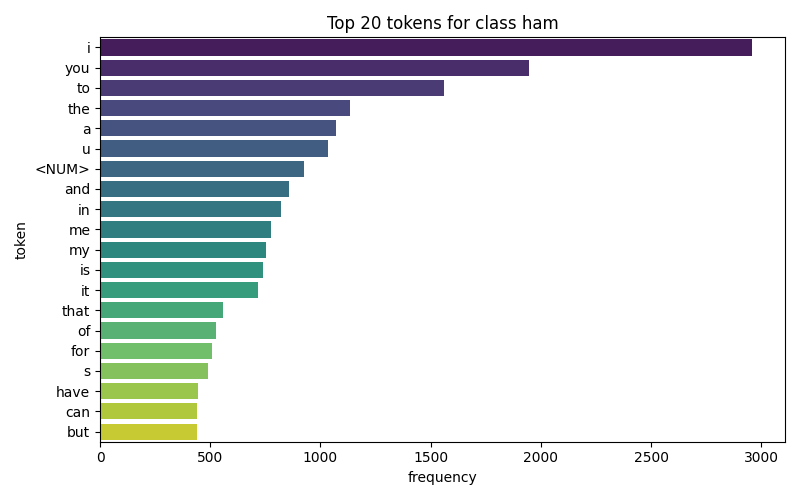 Top 20 tokens for class ham
token
i
you
to
the
a
u
<NUM>
and
in
me
my
is
it
that
of
for
s
have
can
but
0 500 1000 1500 2000 2500 3000
frequency